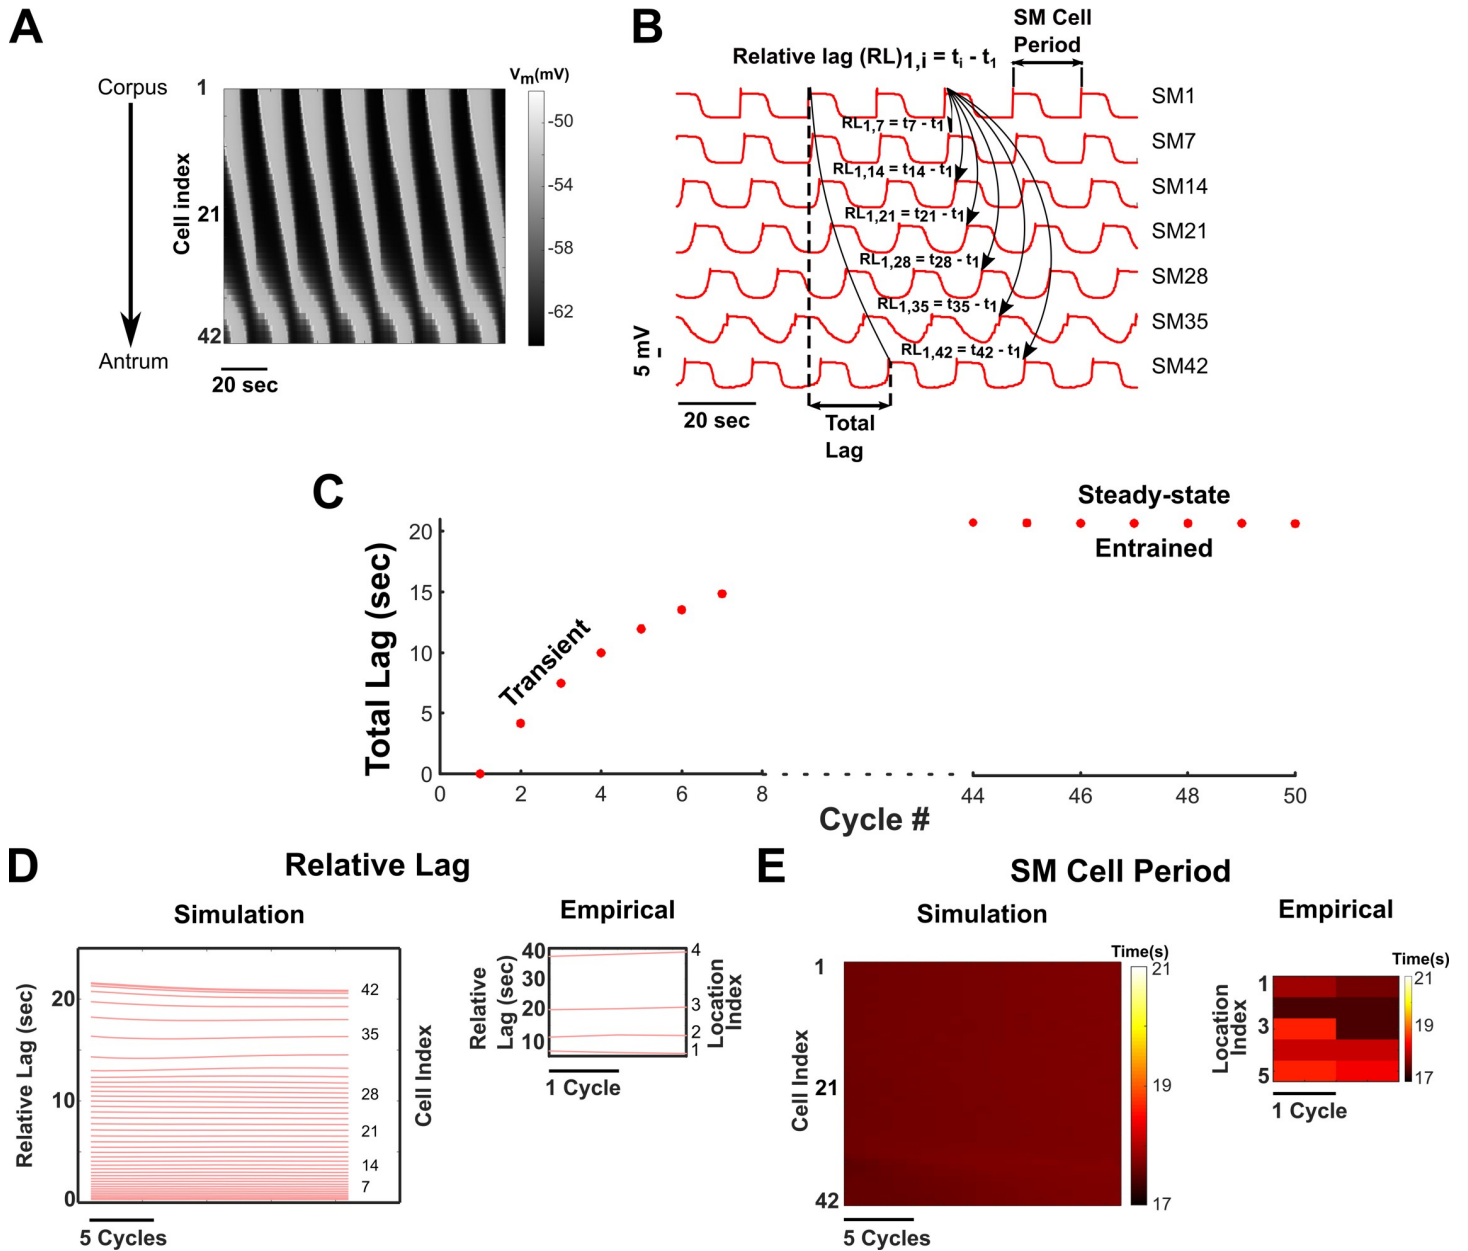 A
Corpus
Antrum
Cell index
1
21
42
20 sec
Vm(mV)
-50
-54
-58
-62
B
SM Cell
Period
Relative lag (RL)1,i = ti - t1
RL1,7 = t7 - t1
RL1,14 = t14 - t1
RL1,21 = t21 - t1
RL1,28 = t28 - t1
RL1,35 = t35 - t1
RL1,42 = t42 - t1
SM1
SM7
SM14
SM21
SM28
SM35
SM42
5 mV
20 sec
Total
Lag
C
Total Lag (sec)
20
15
10
5
0
Transient
Steady-state
Entrained
0 2 4 6 8 44 46 48 50
Cycle #
D
Relative Lag
Simulation
Relative Lag (sec)
20
10
0
42
35
28
21
14
7
Cell Index
5 Cycles
Empirical
Relative
Lag (sec)
40
30
20
10
4
3
2
1
Location
Index
1 Cycle
E
SM Cell Period
Simulation
Cell Index
1
21
42
5 Cycles
Time(s)
21
19
17
Empirical
Location
Index
1
3
5
1 Cycle
Time(s)
21
19
17